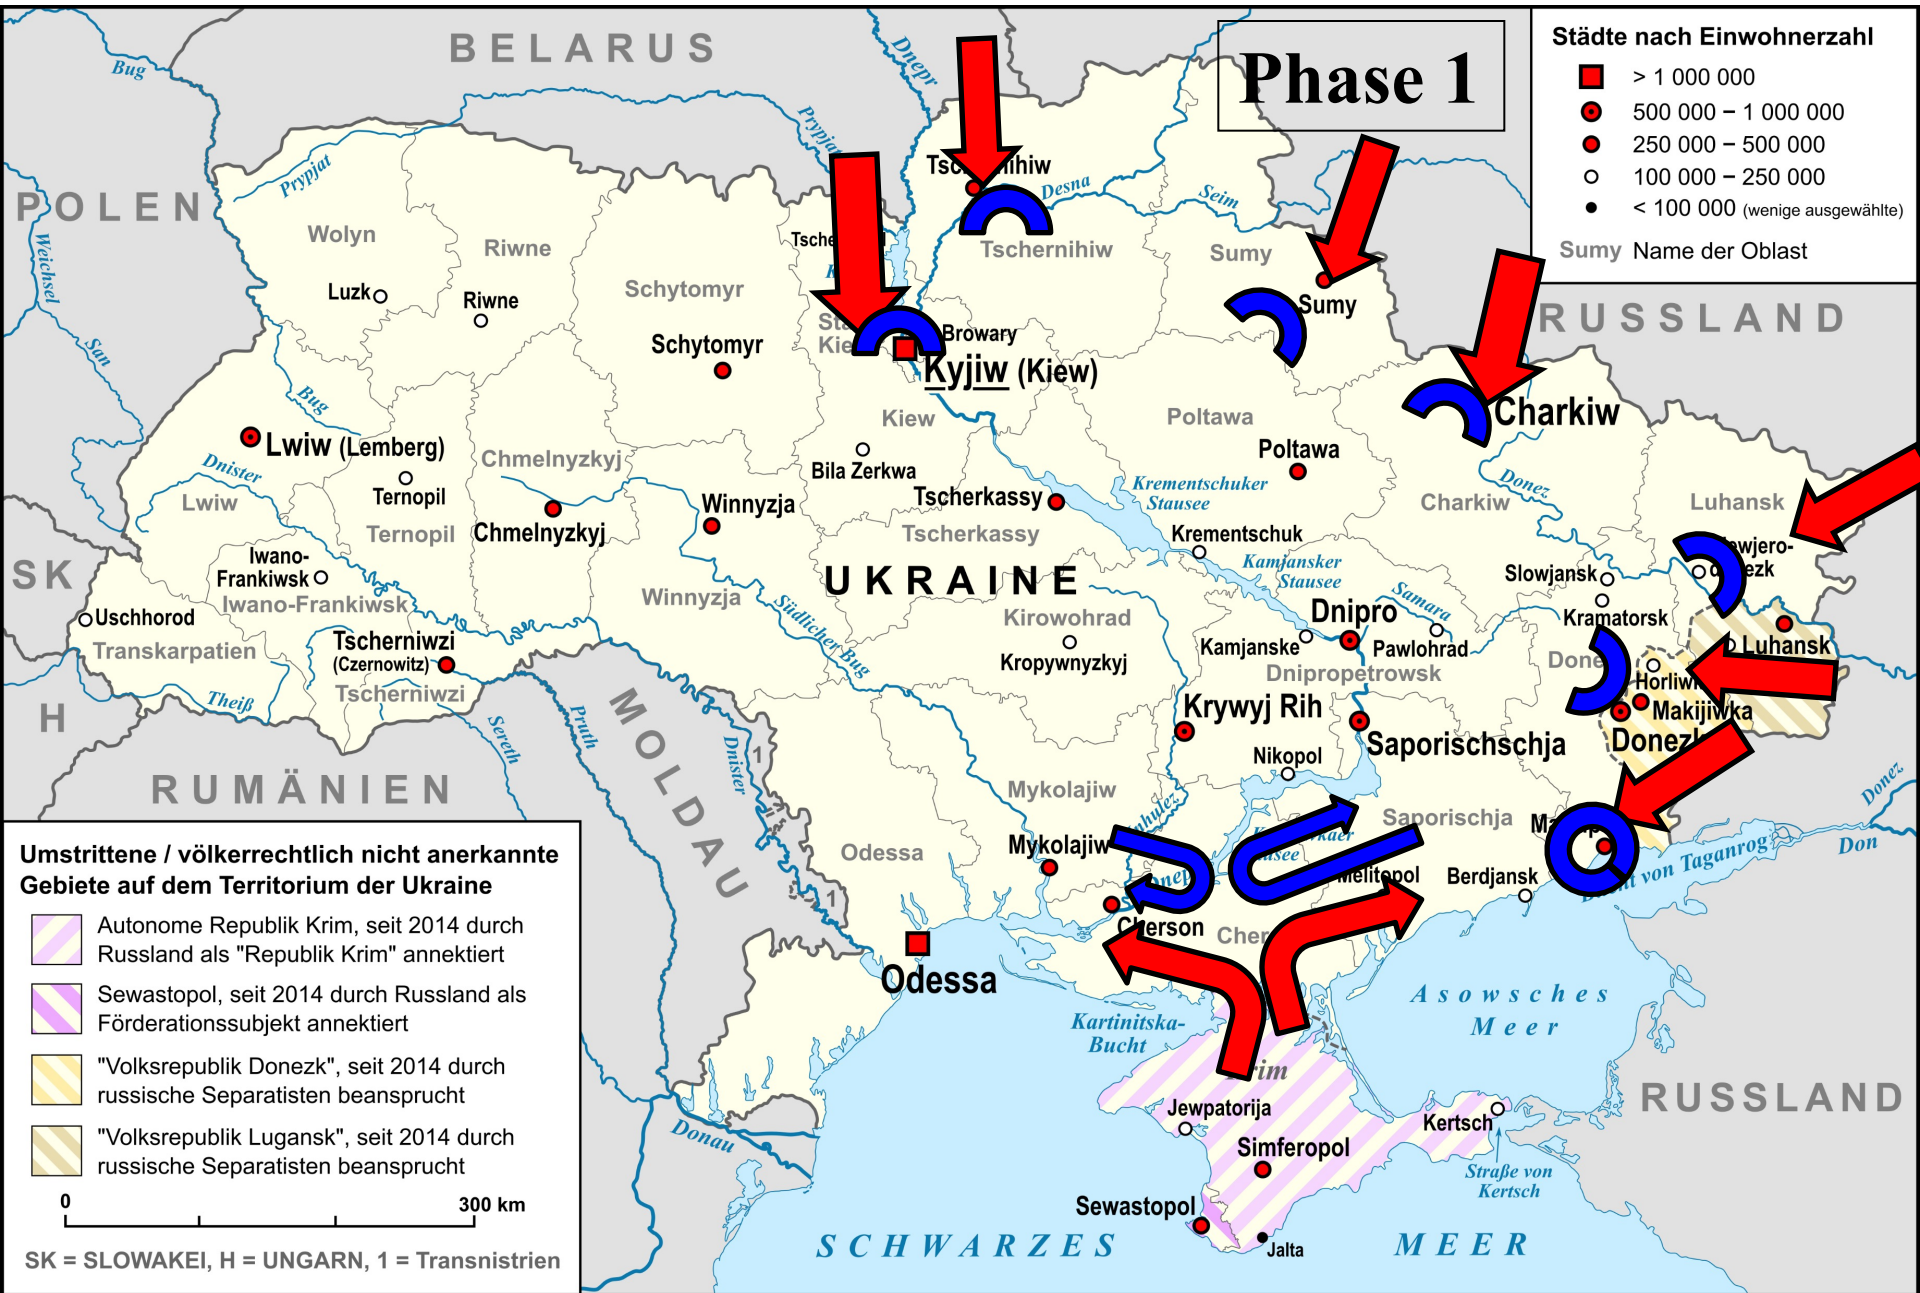 BELARUS
Phase 1
Städte nach Einwohnerzahl
> 1 000 000
500 000 – 1 000 000
250 000 – 500 000
100 000 – 250 000
< 100 000 (wenige ausgewählte)
Sumy Name der Oblast
POLEN
RUSSLAND
SK
H
RUMÄNIEN
MOLDAU
UKRAINE
RUSSLAND
Bug
Dnepr
Prypjat
Prypjat
Desna
Seim
Weichsel
San
Bug
Dnister
Theiß
Sereth
Pruth
Dnister
Südlicher Bug
Donau
Krementschuker
Stausee
Kamjansker
Stausee
Samara
Donez
Donez
Don
Wolyn
Riwne
Luzk
Riwne
Schytomyr
Schytomyr
Tschernihiw
Sumy
Sumy
Browary
Kyjiw (Kiew)
Kiew
Bila Zerkwa
Poltawa
Poltawa
Charkiw
Charkiw
Luhansk
Lwiw (Lemberg)
Lwiw
Ternopil
Ternopil
Chmelnyzkyj
Chmelnyzkyj
Winnyzja
Winnyzja
Tscherkassy
Tscherkassy
Krementschuk
Iwano-
Frankiwsk
Iwano-Frankiwsk
Uschhorod
Transkarpatien
Tscherniwzi
(Czernowitz)
Tscherniwzi
Kirowohrad
Kropywnyzkyj
Dnipro
Kamjanske
Pawlohrad
Dnipropetrowsk
Slowjansk
Kramatorsk
Luhansk
Makijiwka
Krywyj Rih
Nikopol
Saporischschja
Saporischja
Mykolajiw
Mykolajiw
Odessa
Odessa
Melitopol
Berdjansk
Bucht von Taganrog
Asowsches
Meer
Kartinitska-
Bucht
Jewpatorija
Simferopol
Kertsch
Straße von
Kertsch
Sewastopol
Jalta
SCHWARZES MEER
1
1
Umstrittene / völkerrechtlich nicht anerkannte
Gebiete auf dem Territorium der Ukraine
Autonome Republik Krim, seit 2014 durch
Russland als "Republik Krim" annektiert
Sewastopol, seit 2014 durch Russland als
Förderationssubjekt annektiert
"Volksrepublik Donezk", seit 2014 durch
russische Separatisten beansprucht
"Volksrepublik Lugansk", seit 2014 durch
russische Separatisten beansprucht
0 300 km
SK = SLOWAKEI, H = UNGARN, 1 = Transnistrien